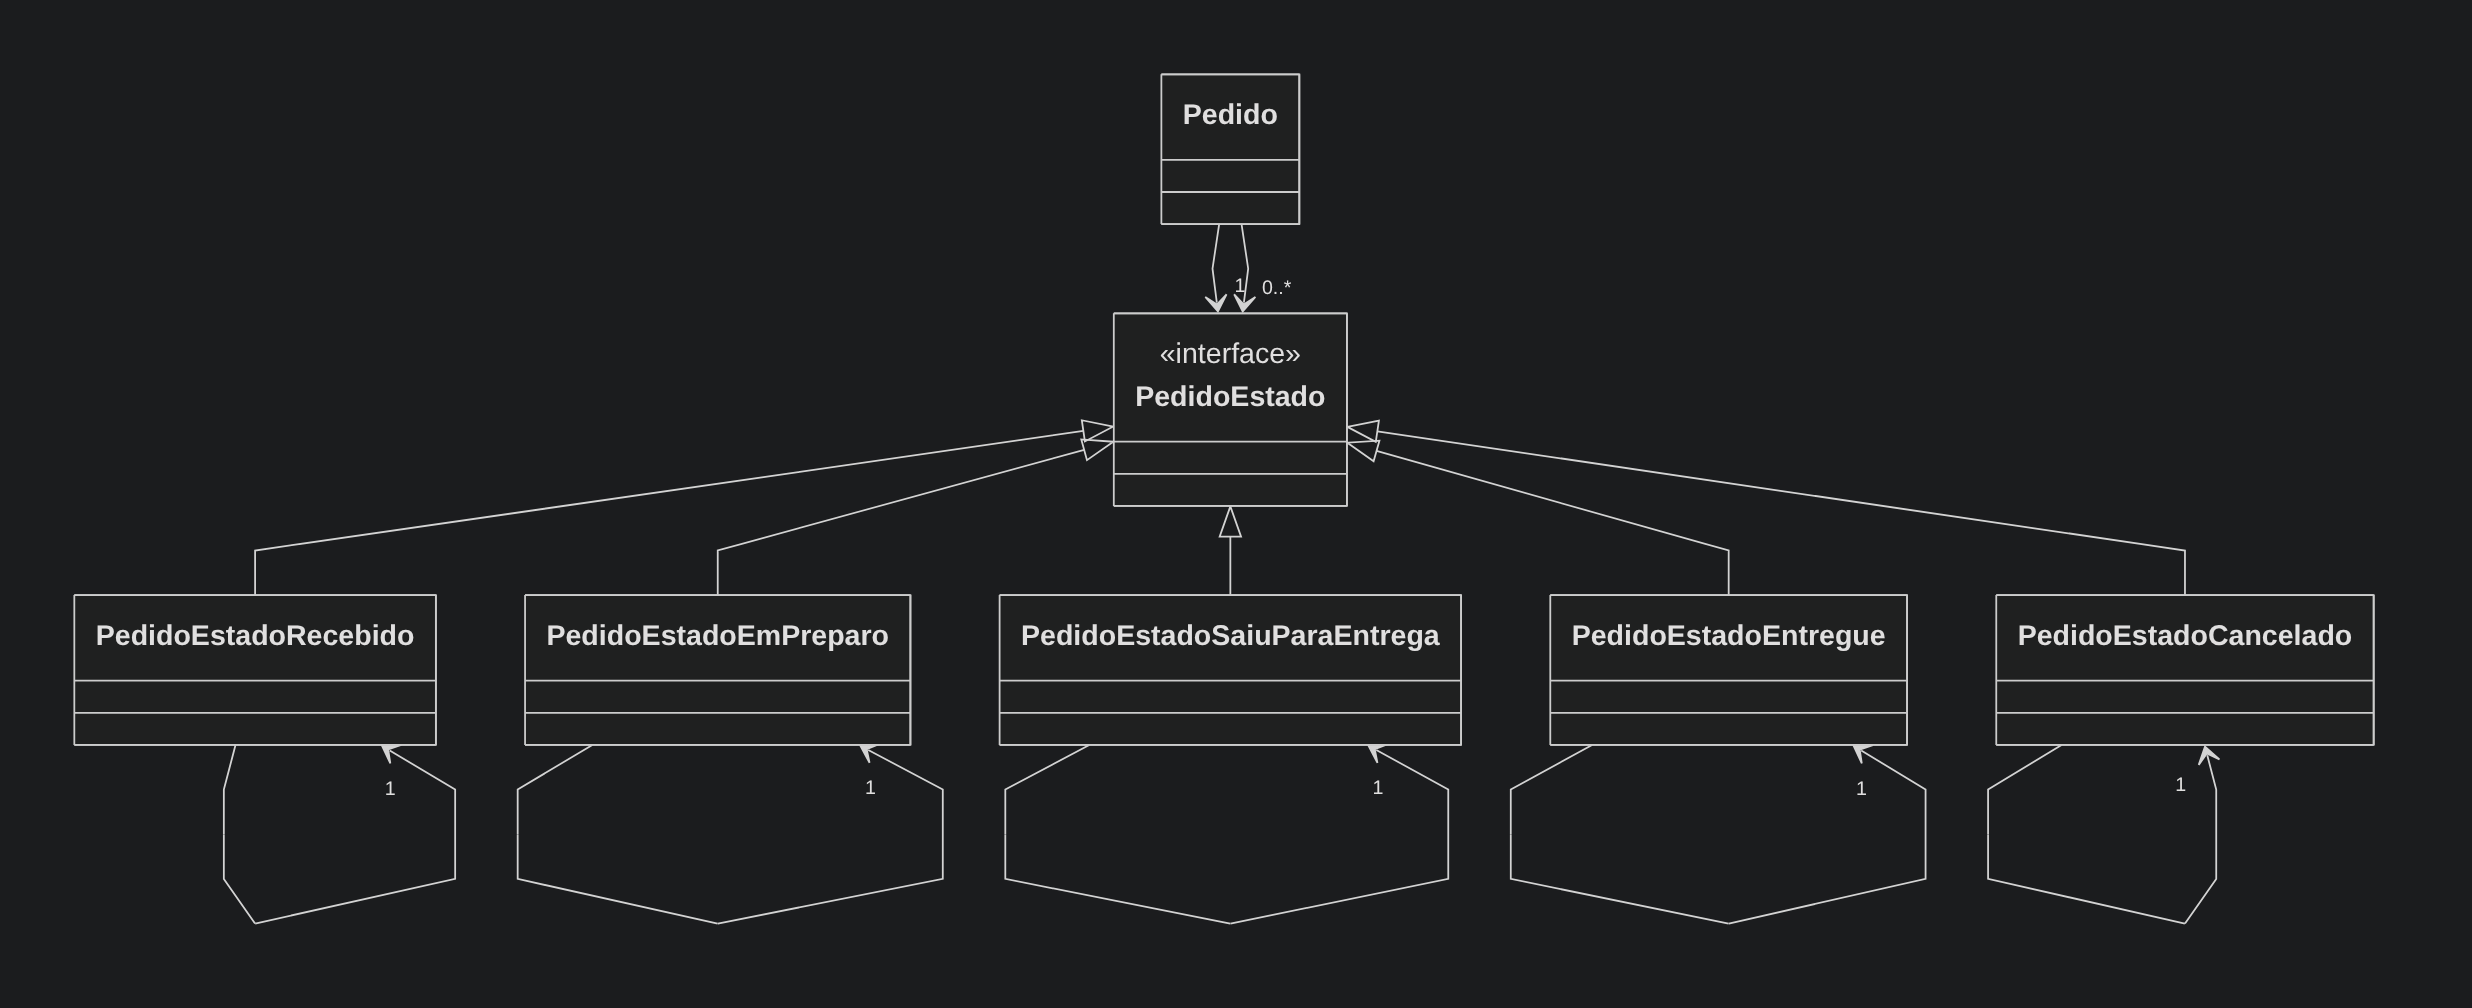 Pedido
1
0..*
«interface»
PedidoEstado
PedidoEstadoRecebido
PedidoEstadoEmPreparo
PedidoEstadoSaiuParaEntrega
PedidoEstadoEntregue
PedidoEstadoCancelado
1
1
1
1
1